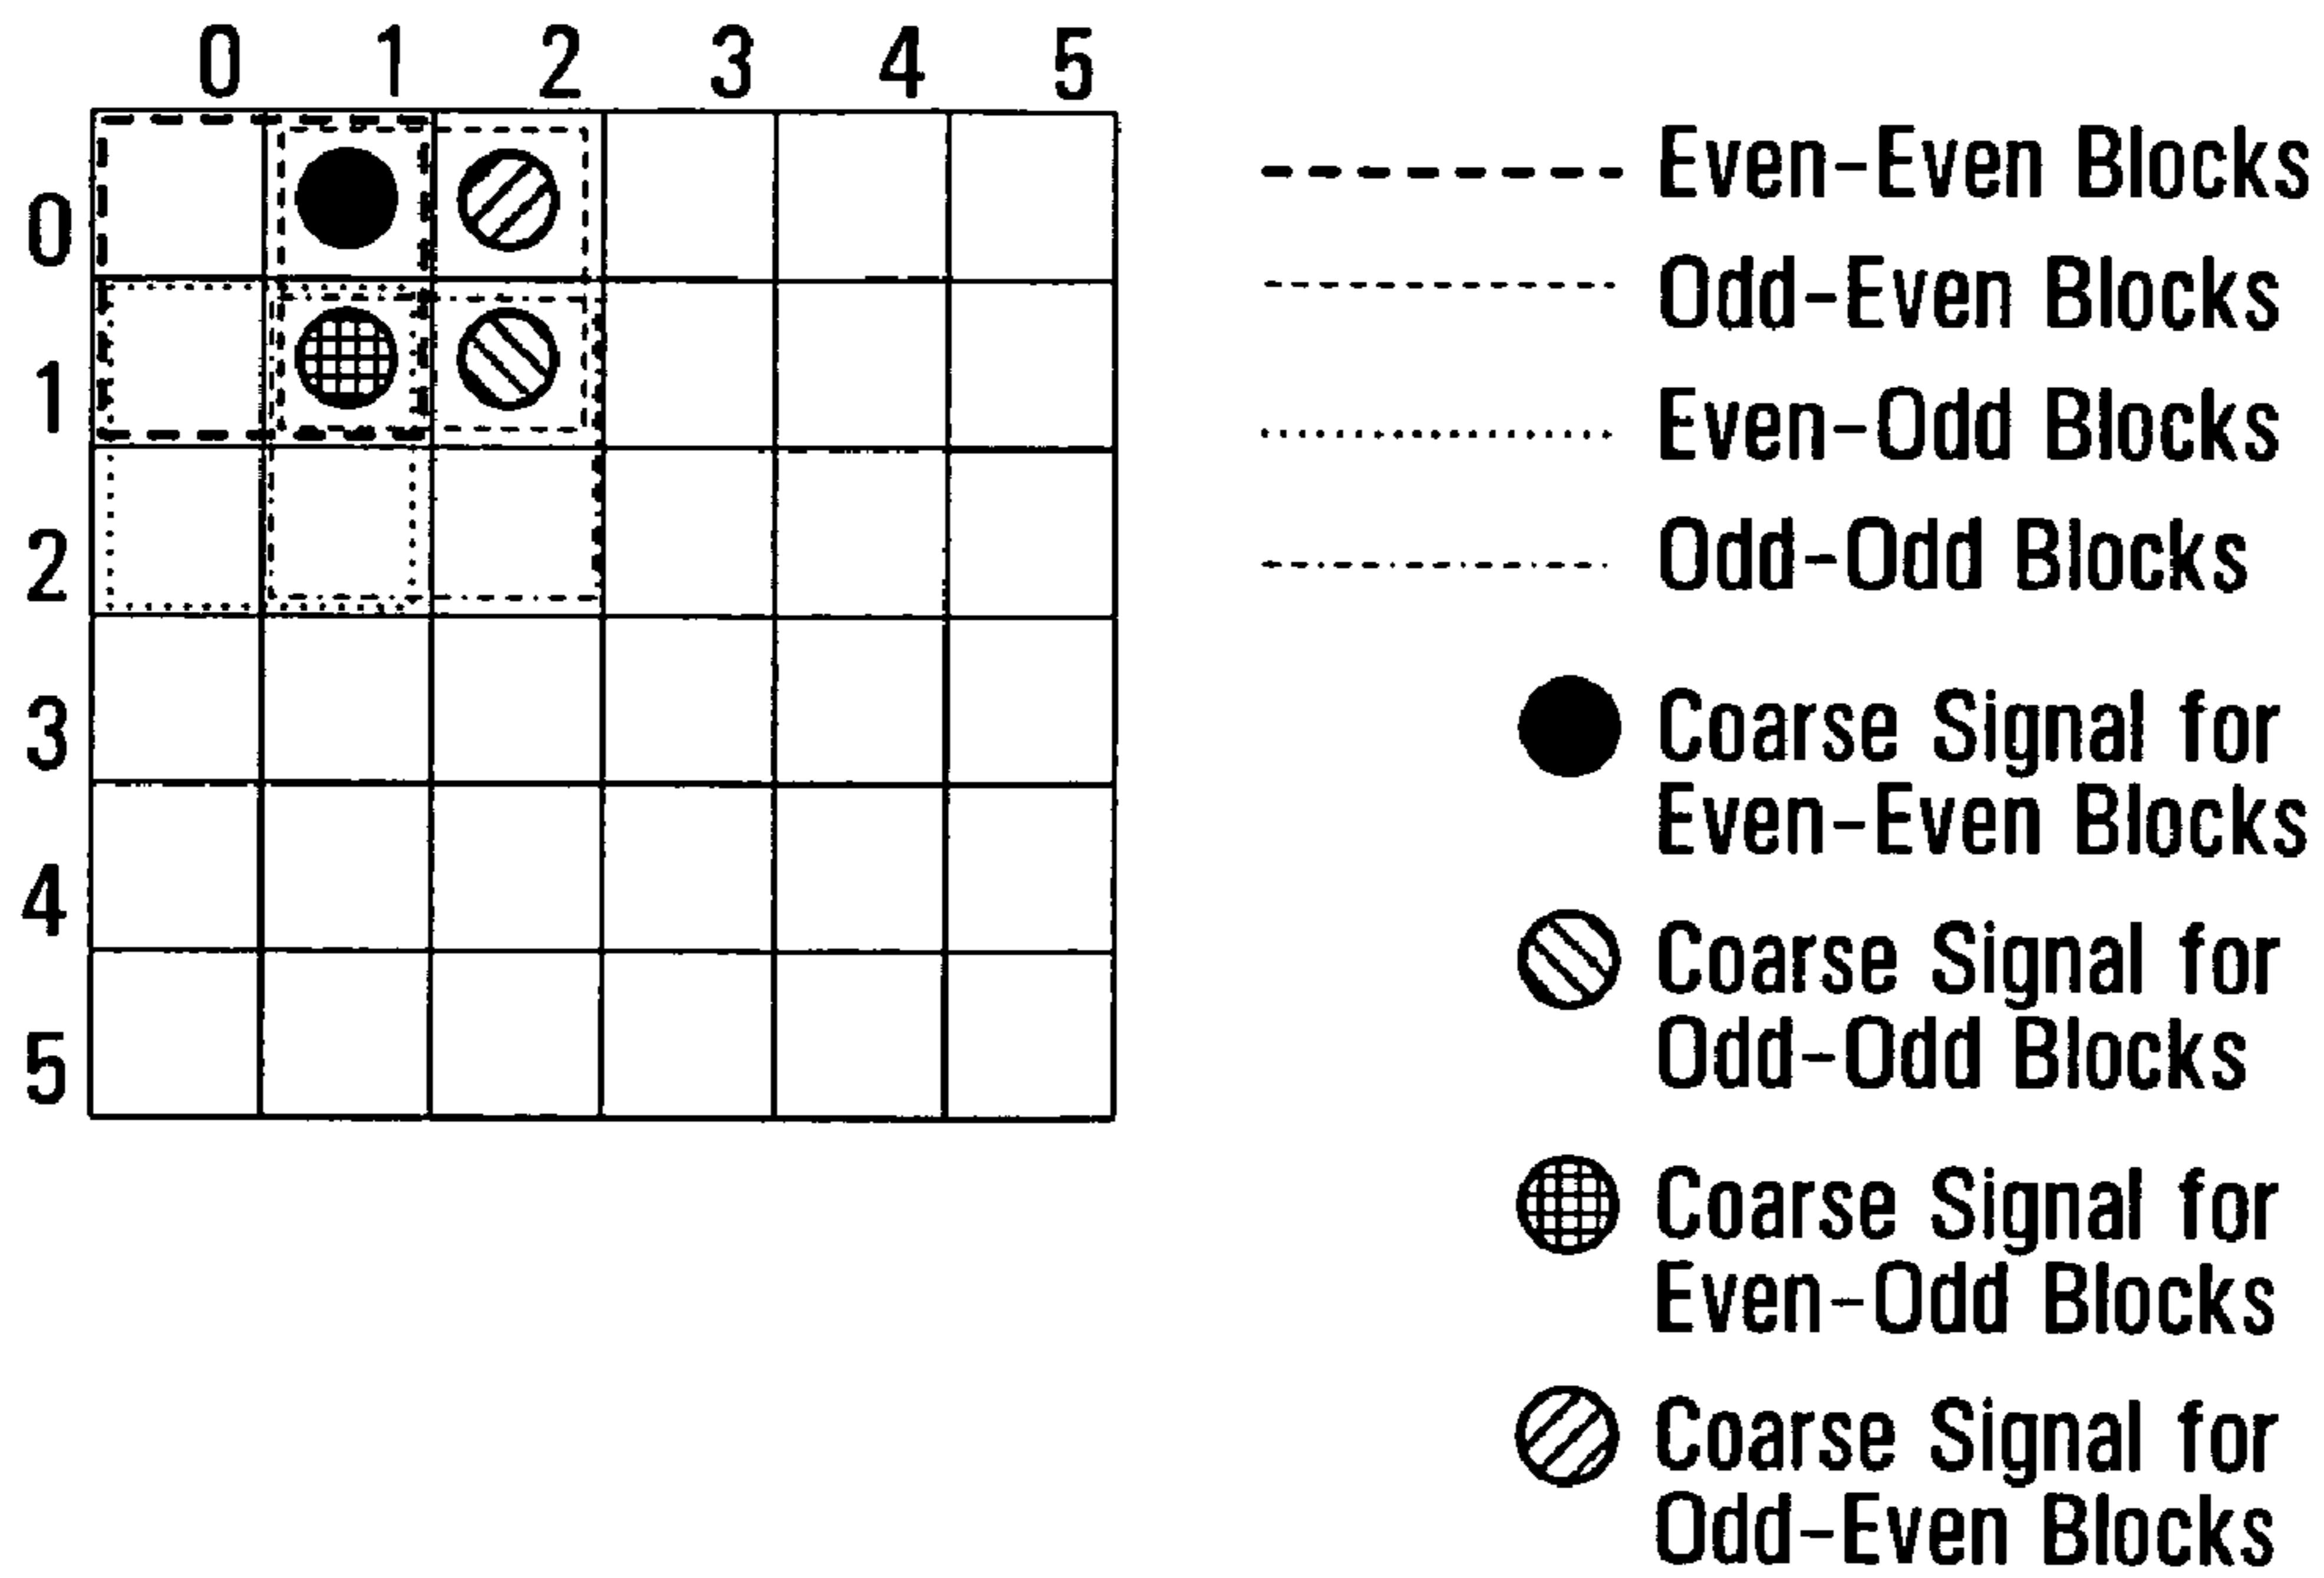 0 1 2 3 4 5
0
1
2
3
4
5
Even-Even Blocks
Odd-Even Blocks
Even-Odd Blocks
Odd-Odd Blocks
Coarse Signal for
Even-Even Blocks
Coarse Signal for
Odd-Odd Blocks
Coarse Signal for
Even-Odd Blocks
Coarse Signal for
Odd-Even Blocks